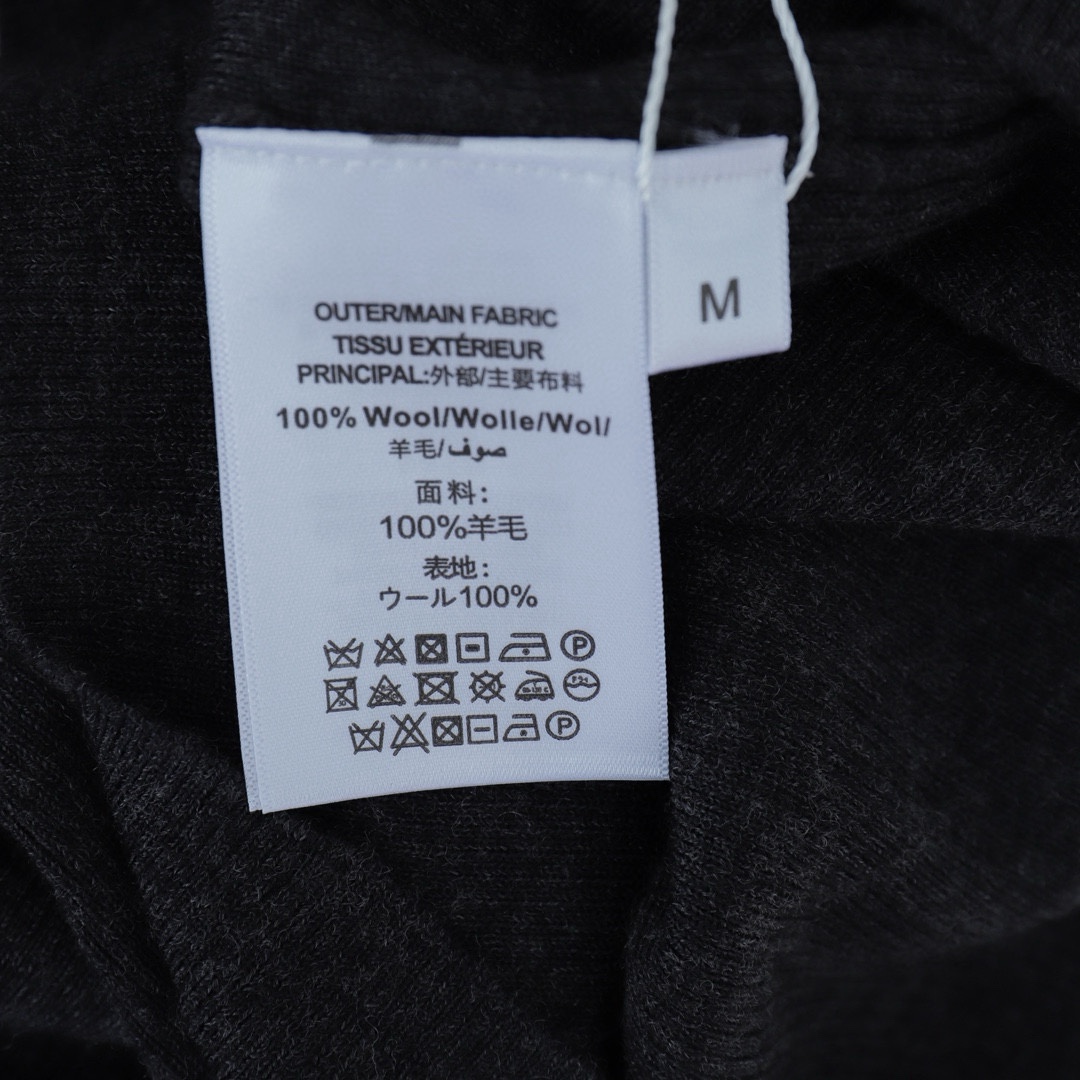 OUTER/MAIN FABRIC
TISSU EXTÉRIEUR
PRINCIPAL:外部/主要布料
100% Wool/Wolle/Wol/
羊毛/صوف
面料:
100%羊毛
表地:
ウール100%
P
P
M